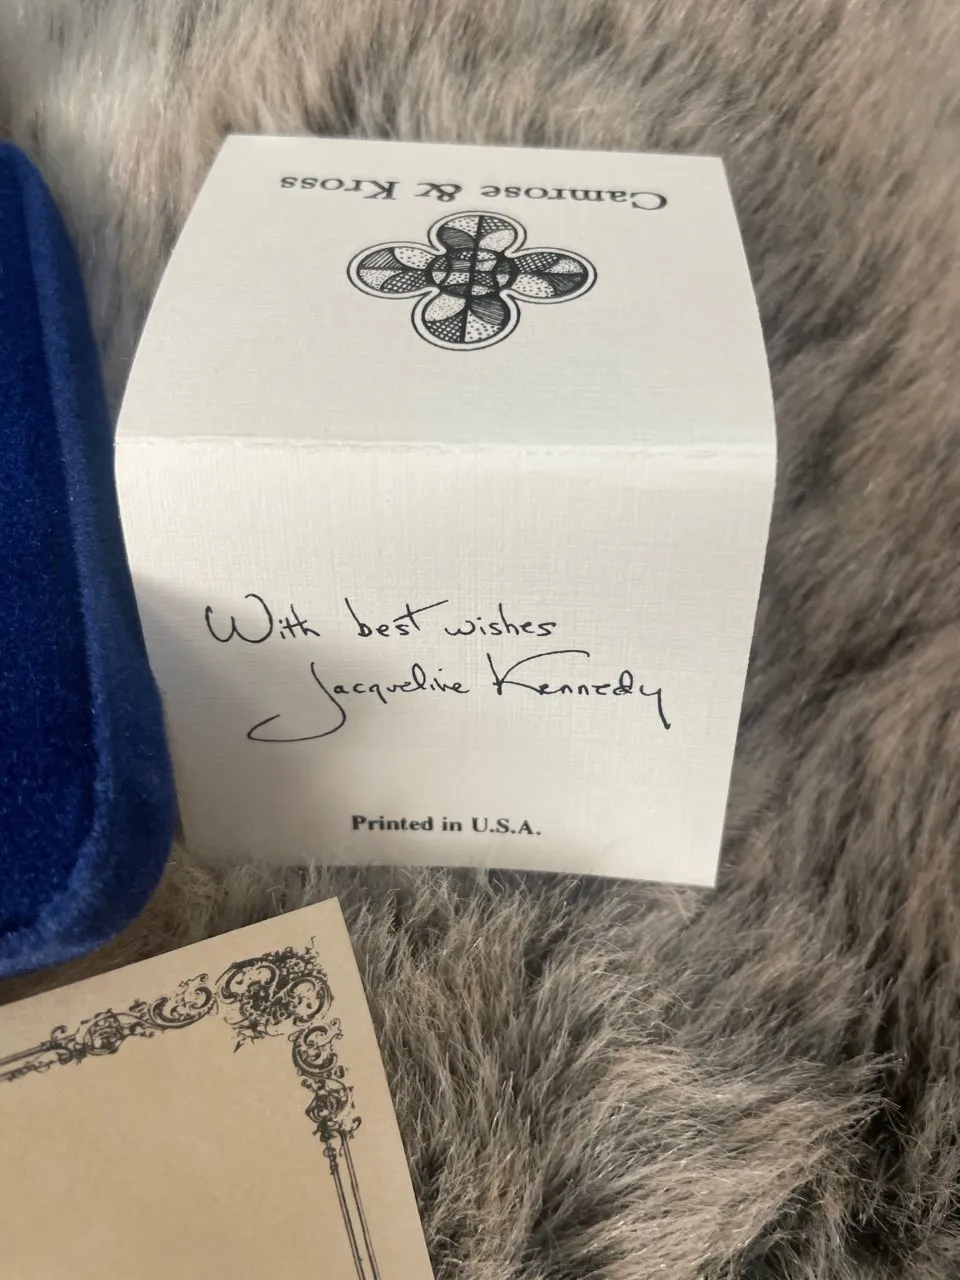 Camrose & Kross
With best wishes
Jacqueline Kennedy
Printed in U.S.A.